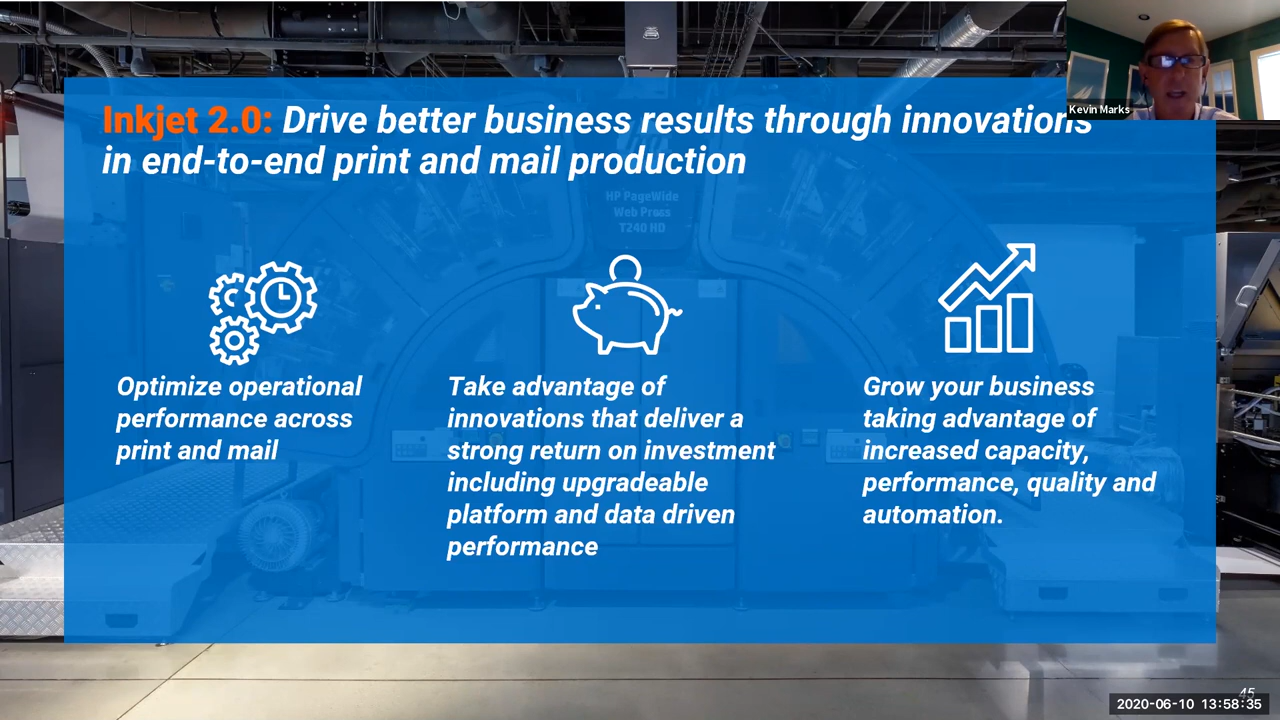 Kevin Marks
Inkjet 2.0: Drive better business results through innovations
in end-to-end print and mail production
HP PageWide
Web Press
T240 HD
Optimize operational
performance across
print and mail
Take advantage of
innovations that deliver a
strong return on investment
including upgradeable
platform and data driven
performance
Grow your business
taking advantage of
increased capacity,
performance, quality and
automation.
45
2020-06-10 13:58:35